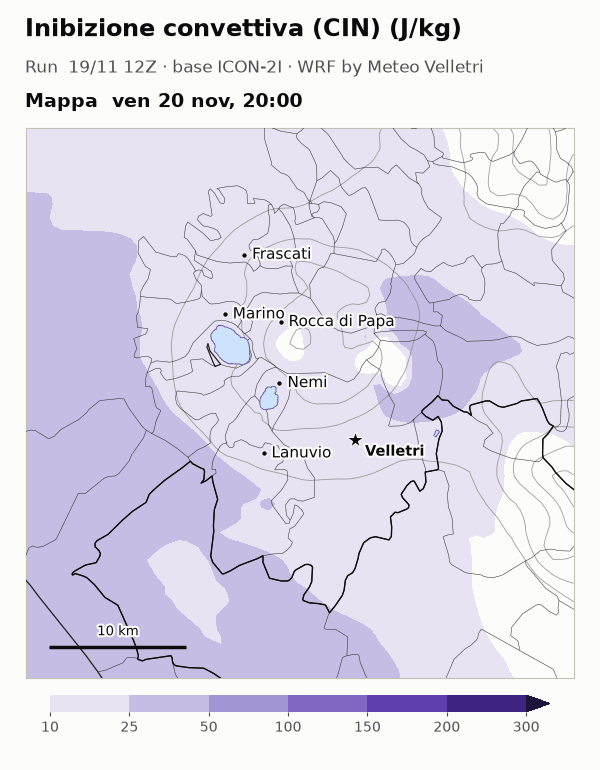 Inibizione convettiva (CIN) (J/kg)
Run  19/11 12Z · base ICON-2I · WRF by Meteo Velletri
Mappa  ven 20 nov, 20:00
Frascati
Marino
Rocca di Papa
Nemi
Velletri
Lanuvio
10 km
10 25 50 100 150 200 300